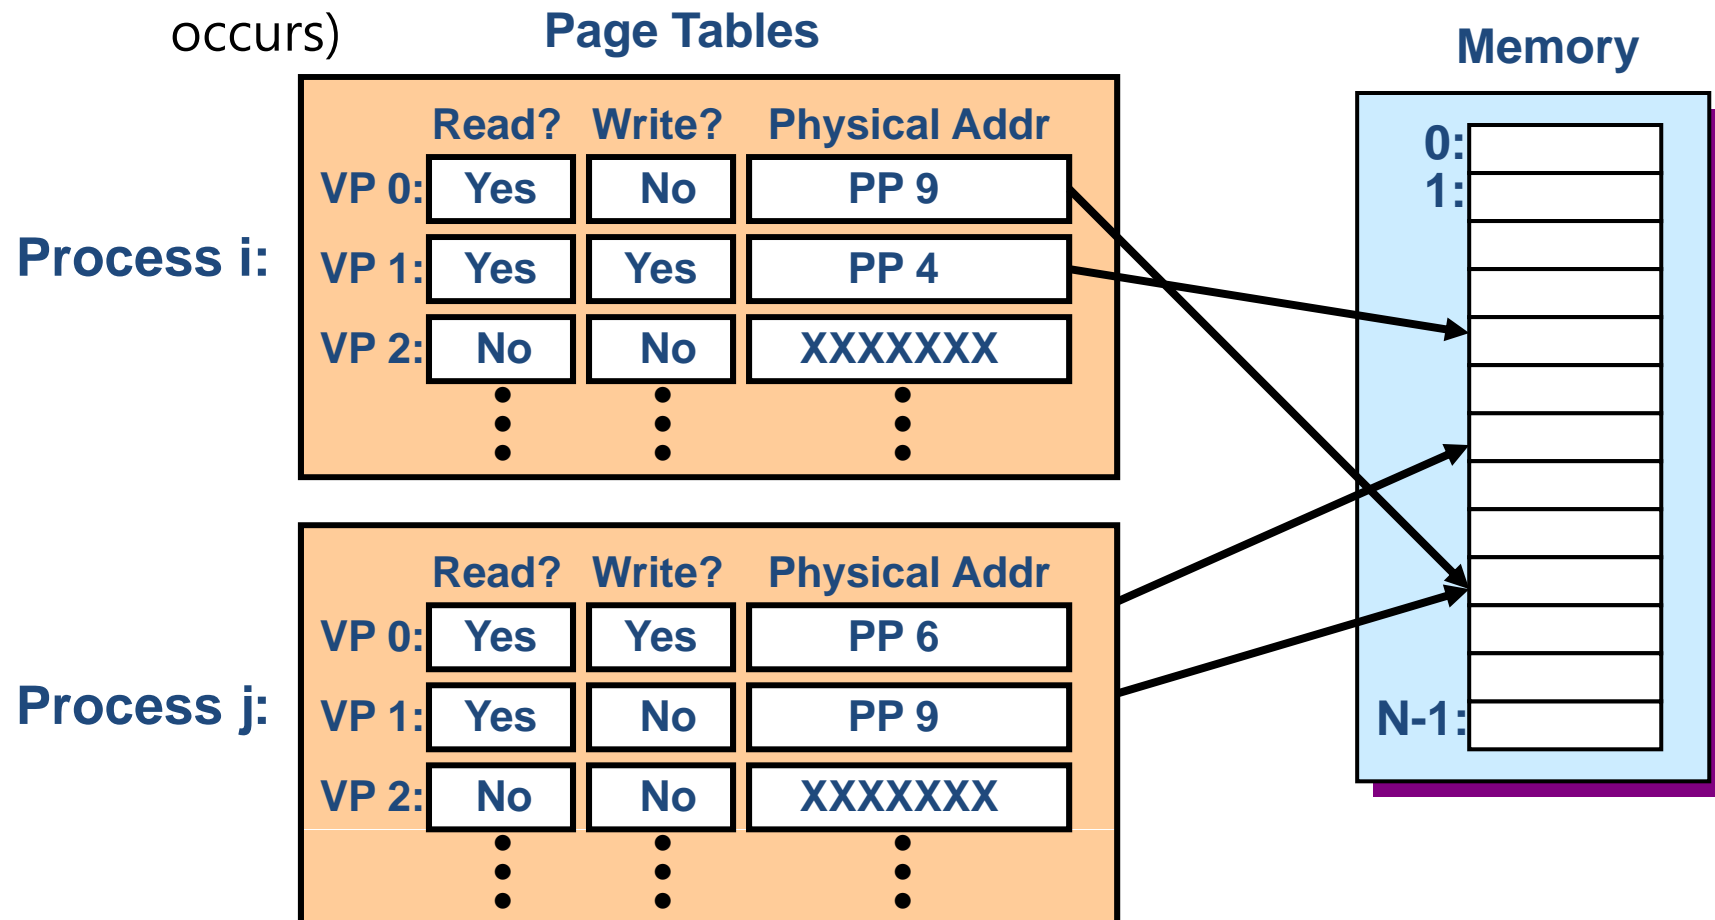 occurs)
Page Tables
Memory
Read? Write? Physical Addr
VP 0: Yes No PP 9
Process i:
VP 1: Yes Yes PP 4
VP 2: No No XXXXXXX
Read? Write? Physical Addr
VP 0: Yes Yes PP 6
Process j:
VP 1: Yes No PP 9
VP 2: No No XXXXXXX
0:
1:
N-1: